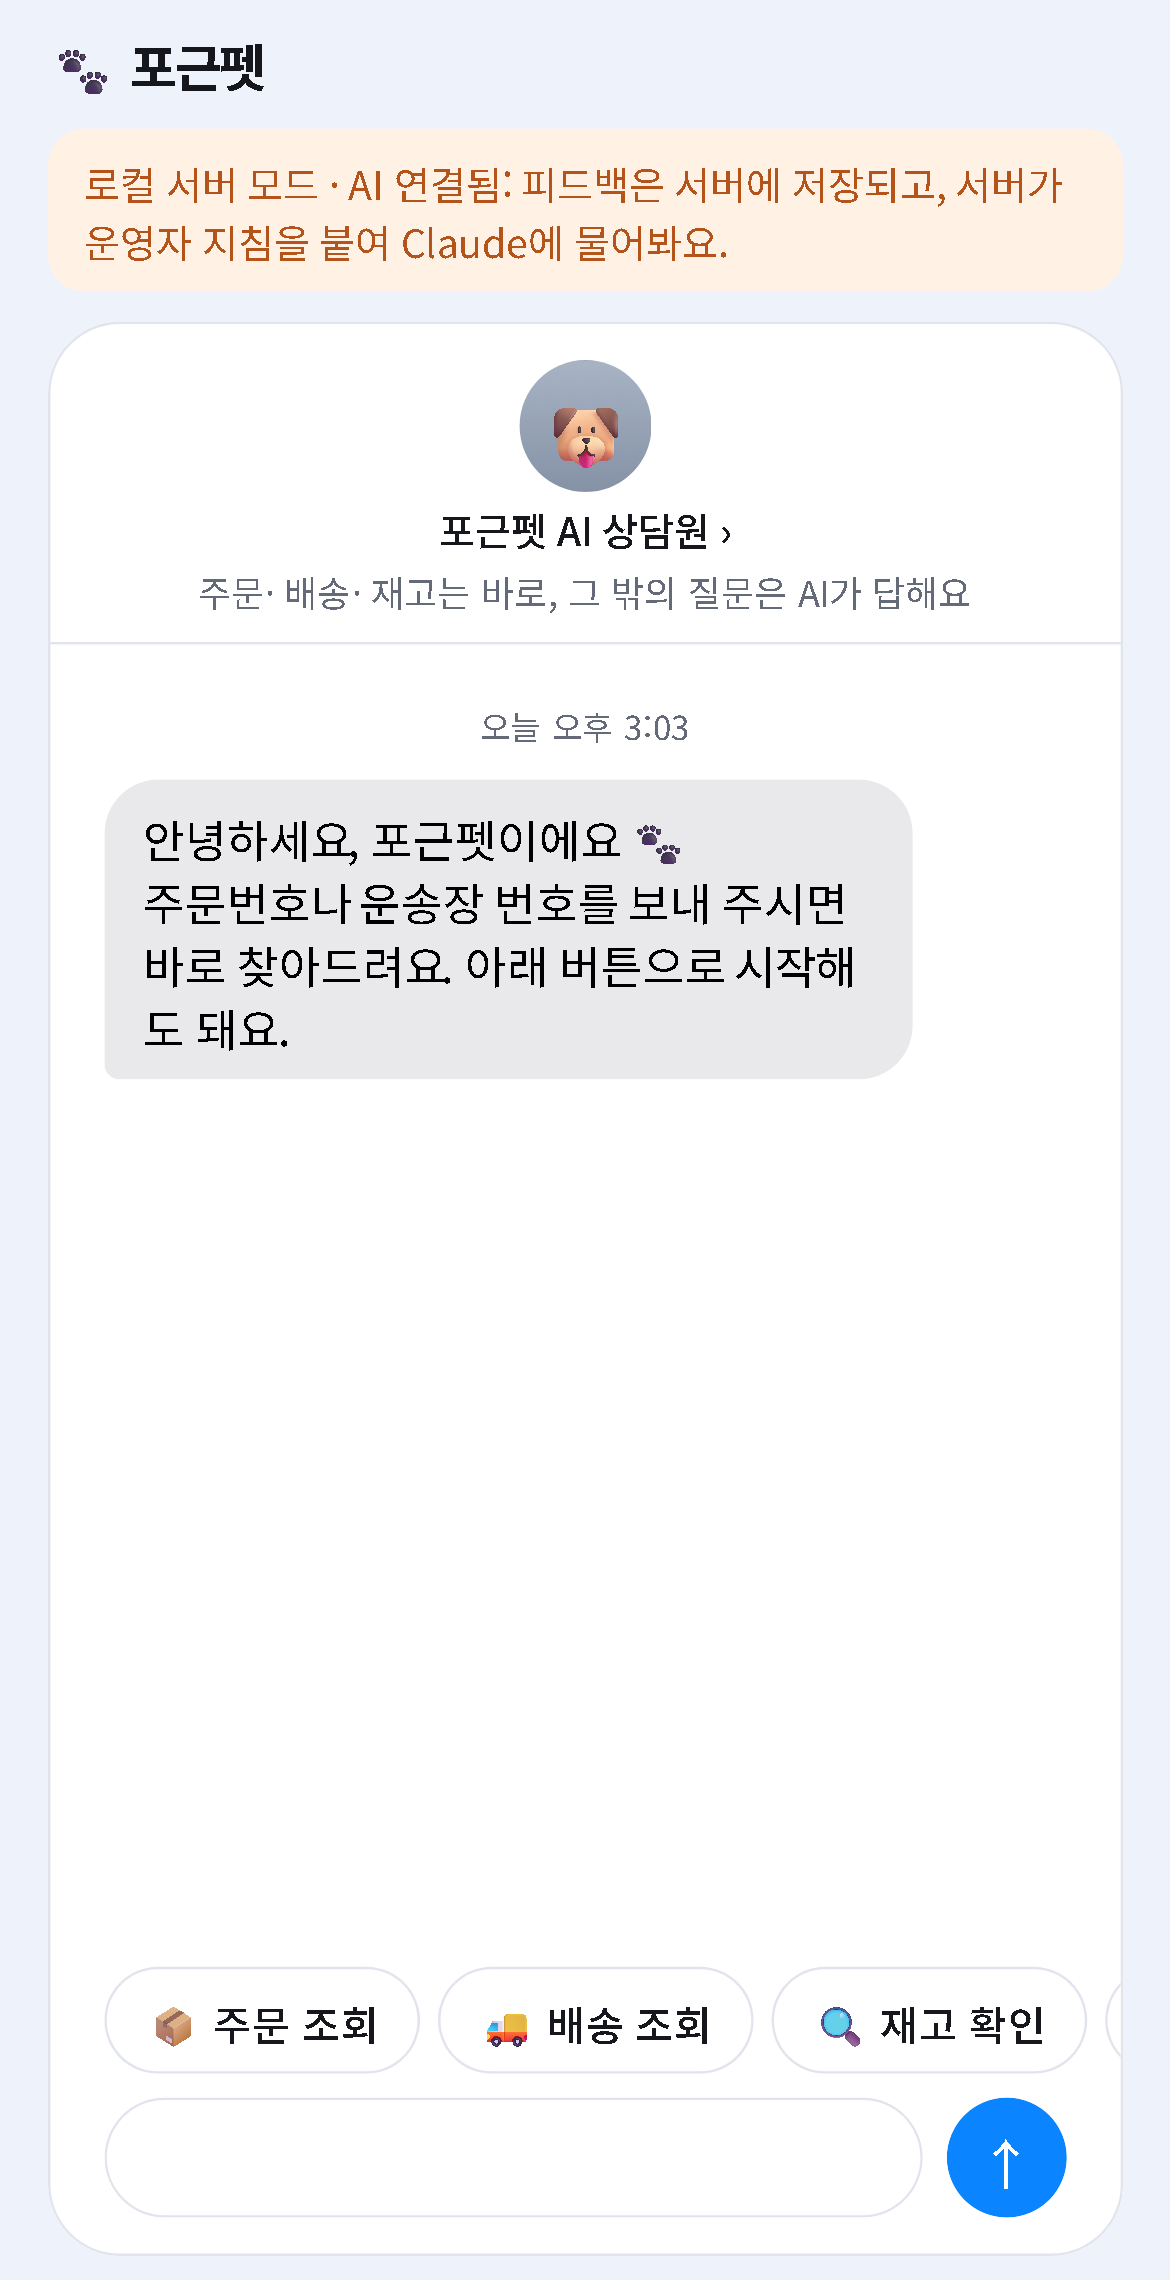 포근펫
로컬 서버 모드 · AI 연결됨: 피드백은 서버에 저장되고, 서버가
운영자 지침을 붙여 Claude에 물어봐요.
포근펫 AI 상담원 ›
주문·배송·재고는 바로, 그 밖의 질문은 AI가 답해요
오늘 오후 3:03
안녕하세요, 포근펫이에요 🐾
주문번호나 운송장 번호를 보내 주시면
바로 찾아드려요. 아래 버튼으로 시작해
도 돼요.
📦 주문 조회
🚚 배송 조회
🔍 재고 확인
↑